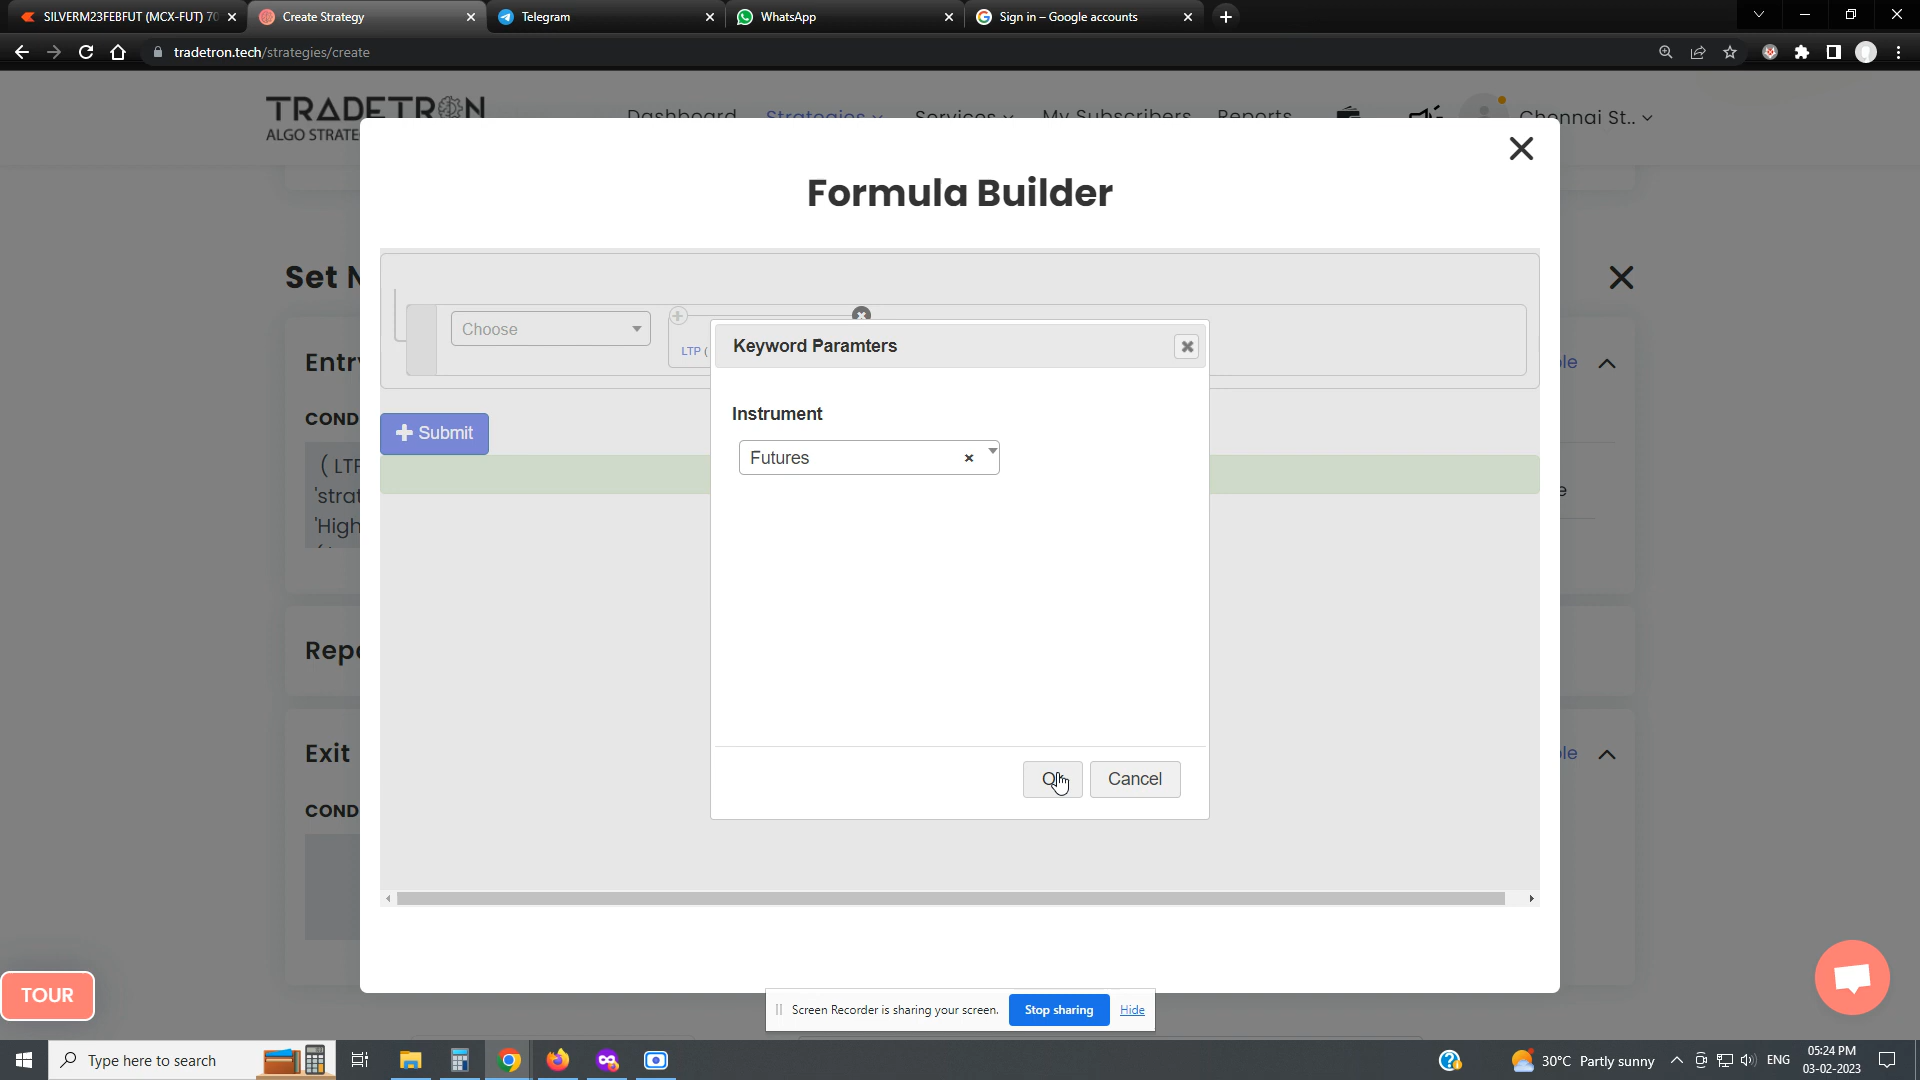 SILVERM23FEBFUT (MCX-FUT) 70
Create Strategy
Telegram
WhatsApp
Sign in – Google accounts
tradetron.tech/strategies/create
TRADETRON
ALGO STRATE
Dashboard
Strategies
Services
My Subscribers
Reports
Chennai St..
Formula Builder
Set
Choose
LTP (
Keyword Paramters
Entr
le
Instrument
COND
Submit
Futures
( LT
'strat
e
'High
Rep
Exit
le
Cancel
COND
TOUR
Screen Recorder is sharing your screen.
Stop sharing
Hide
Type here to search
30°C Partly sunny
ENG
05:24 PM
03-02-2023